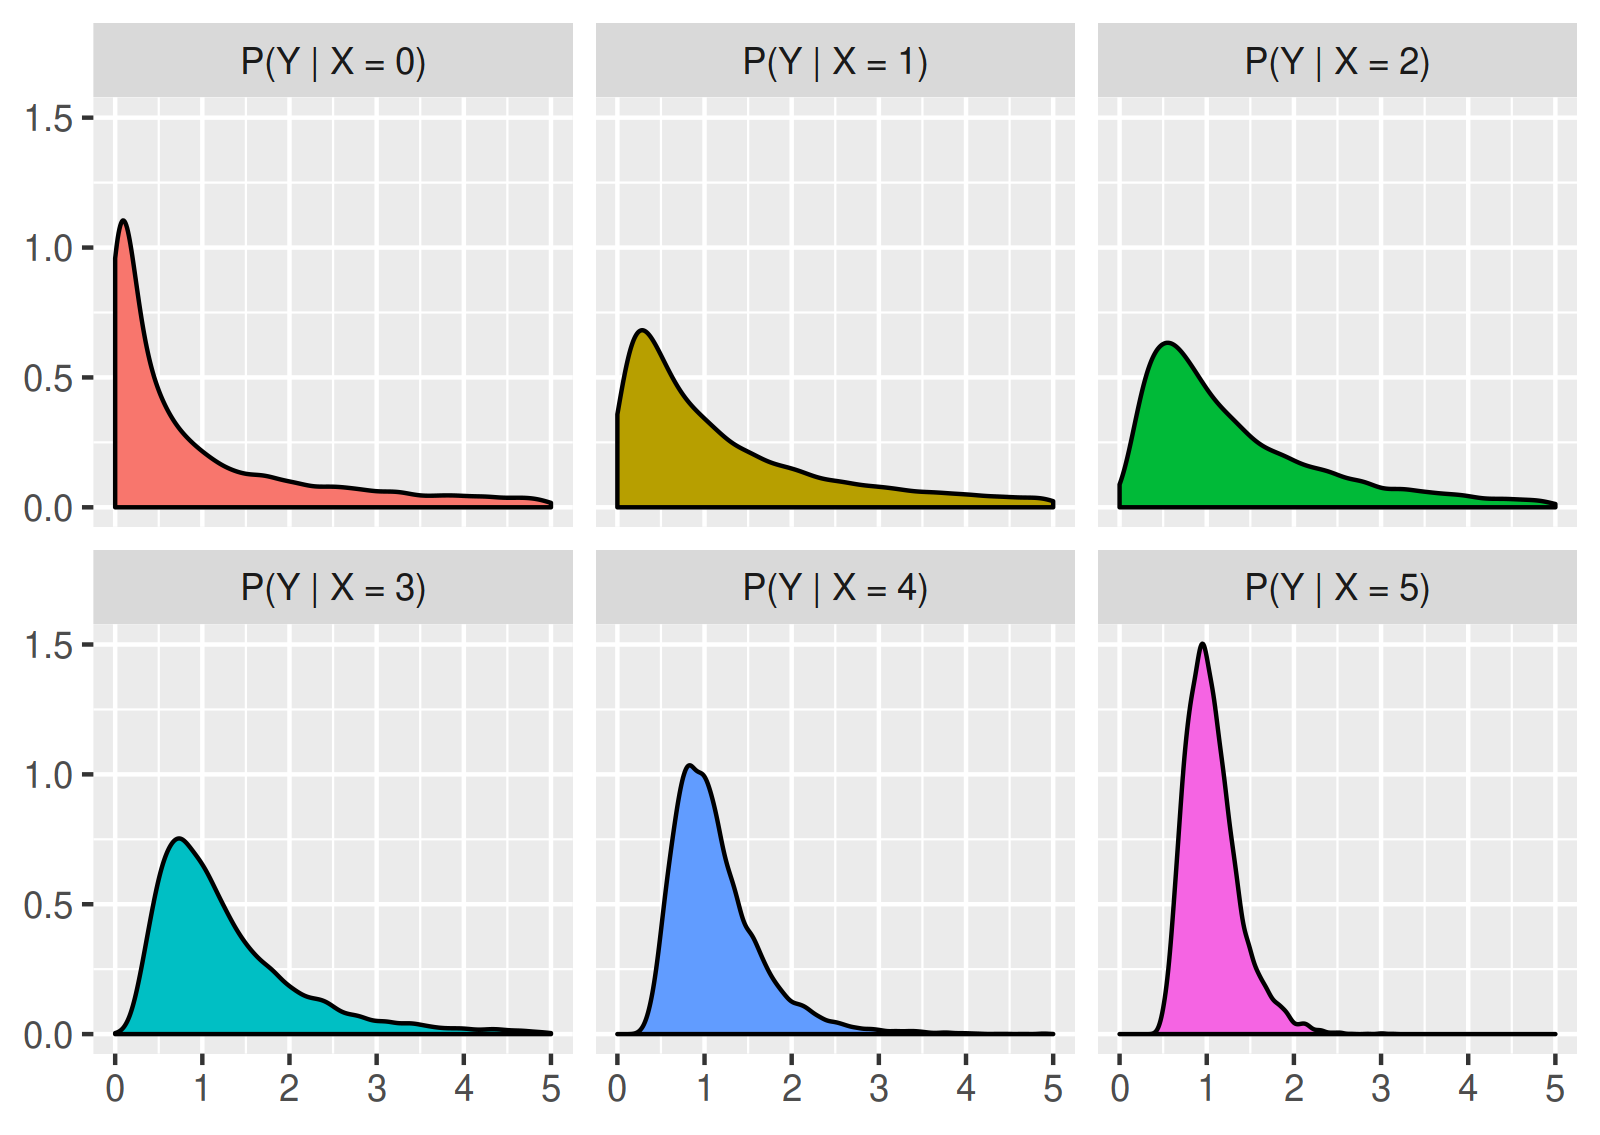 P(Y | X = 0) P(Y | X = 1) P(Y | X = 2)
1.5
1.0
0.5
0.0
P(Y | X = 3) P(Y | X = 4) P(Y | X = 5)
1.5
1.0
0.5
0.0
0 1 2 3 4 5 0 1 2 3 4 5 0 1 2 3 4 5